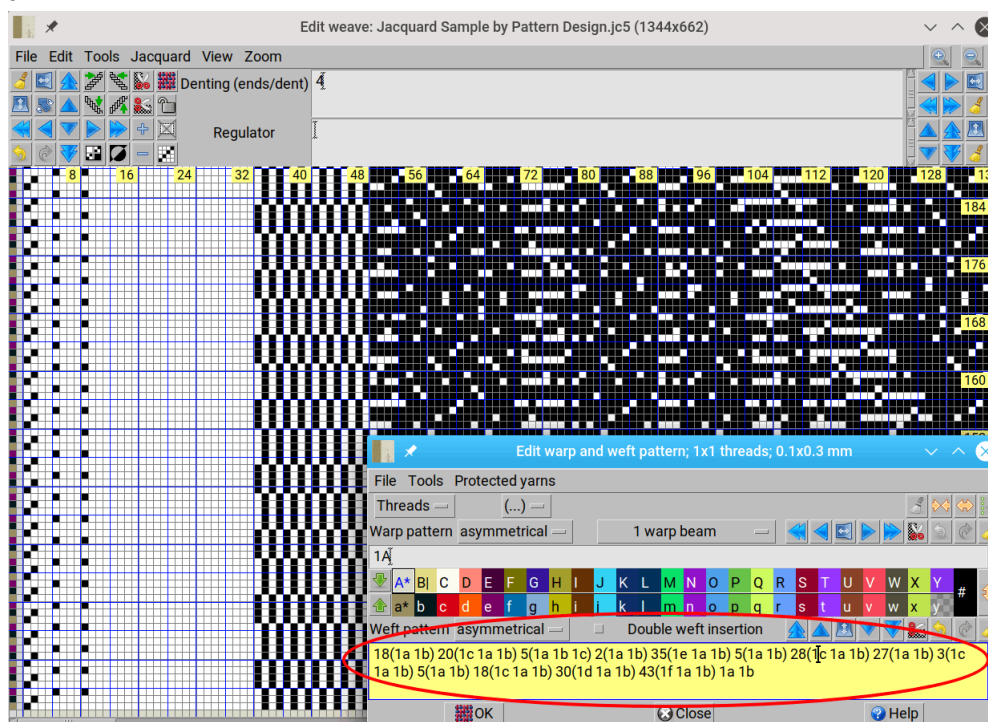 Edit weave: Jacquard Sample by Pattern Design.jc5 (1344x662)
File Edit Tools Jacquard View Zoom
Denting (ends/dent) 4
Regulator
8 16 24 32 40 48 56 64 72 80 88 96 104 112 120 128
184
176
168
160
Edit warp and weft pattern; 1x1 threads; 0.1x0.3 mm
File Tools Protected yarns
Threads (...)
Warp pattern asymmetrical 1 warp beam
1A
A* B C D E F G H I J K L M N O P Q R S T U V W X Y #
a* b c d e f g h i j k l m n o p q r s t u v w x y
Weft pattern asymmetrical Double weft insertion
18(1a 1b) 20(1c 1a 1b) 5(1a 1b 1c) 2(1a 1b) 35(1e 1a 1b) 5(1a 1b) 28(1c 1a 1b) 27(1a 1b) 3(1c
1a 1b) 5(1a 1b) 18(1c 1a 1b) 30(1d 1a 1b) 43(1f 1a 1b) 1a 1b
OK Close Help